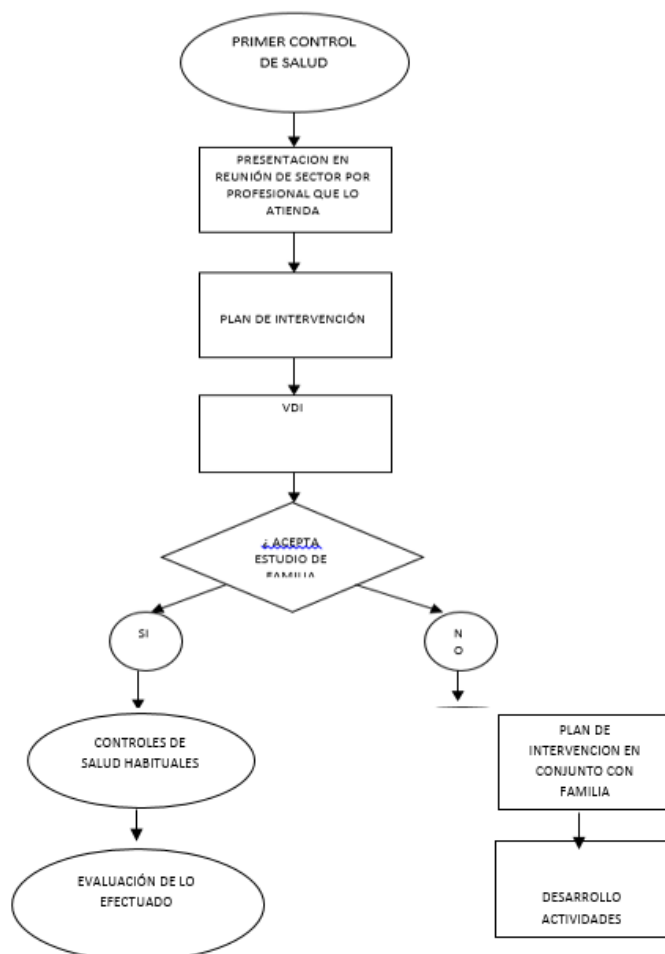 PRIMER CONTROL
DE SALUD
PRESENTACION EN
REUNIÓN DE SECTOR POR
PROFESIONAL QUE LO
ATIENDA
PLAN DE INTERVENCIÓN
VDI
¿ ACEPTA
ESTUDIO DE
FAMILIA
SI
N
O
CONTROLES DE
SALUD HABITUALES
PLAN DE
INTERVENCION EN
CONJUNTO CON
FAMILIA
EVALUACIÓN DE LO
EFECTUADO
DESARROLLO
ACTIVIDADES